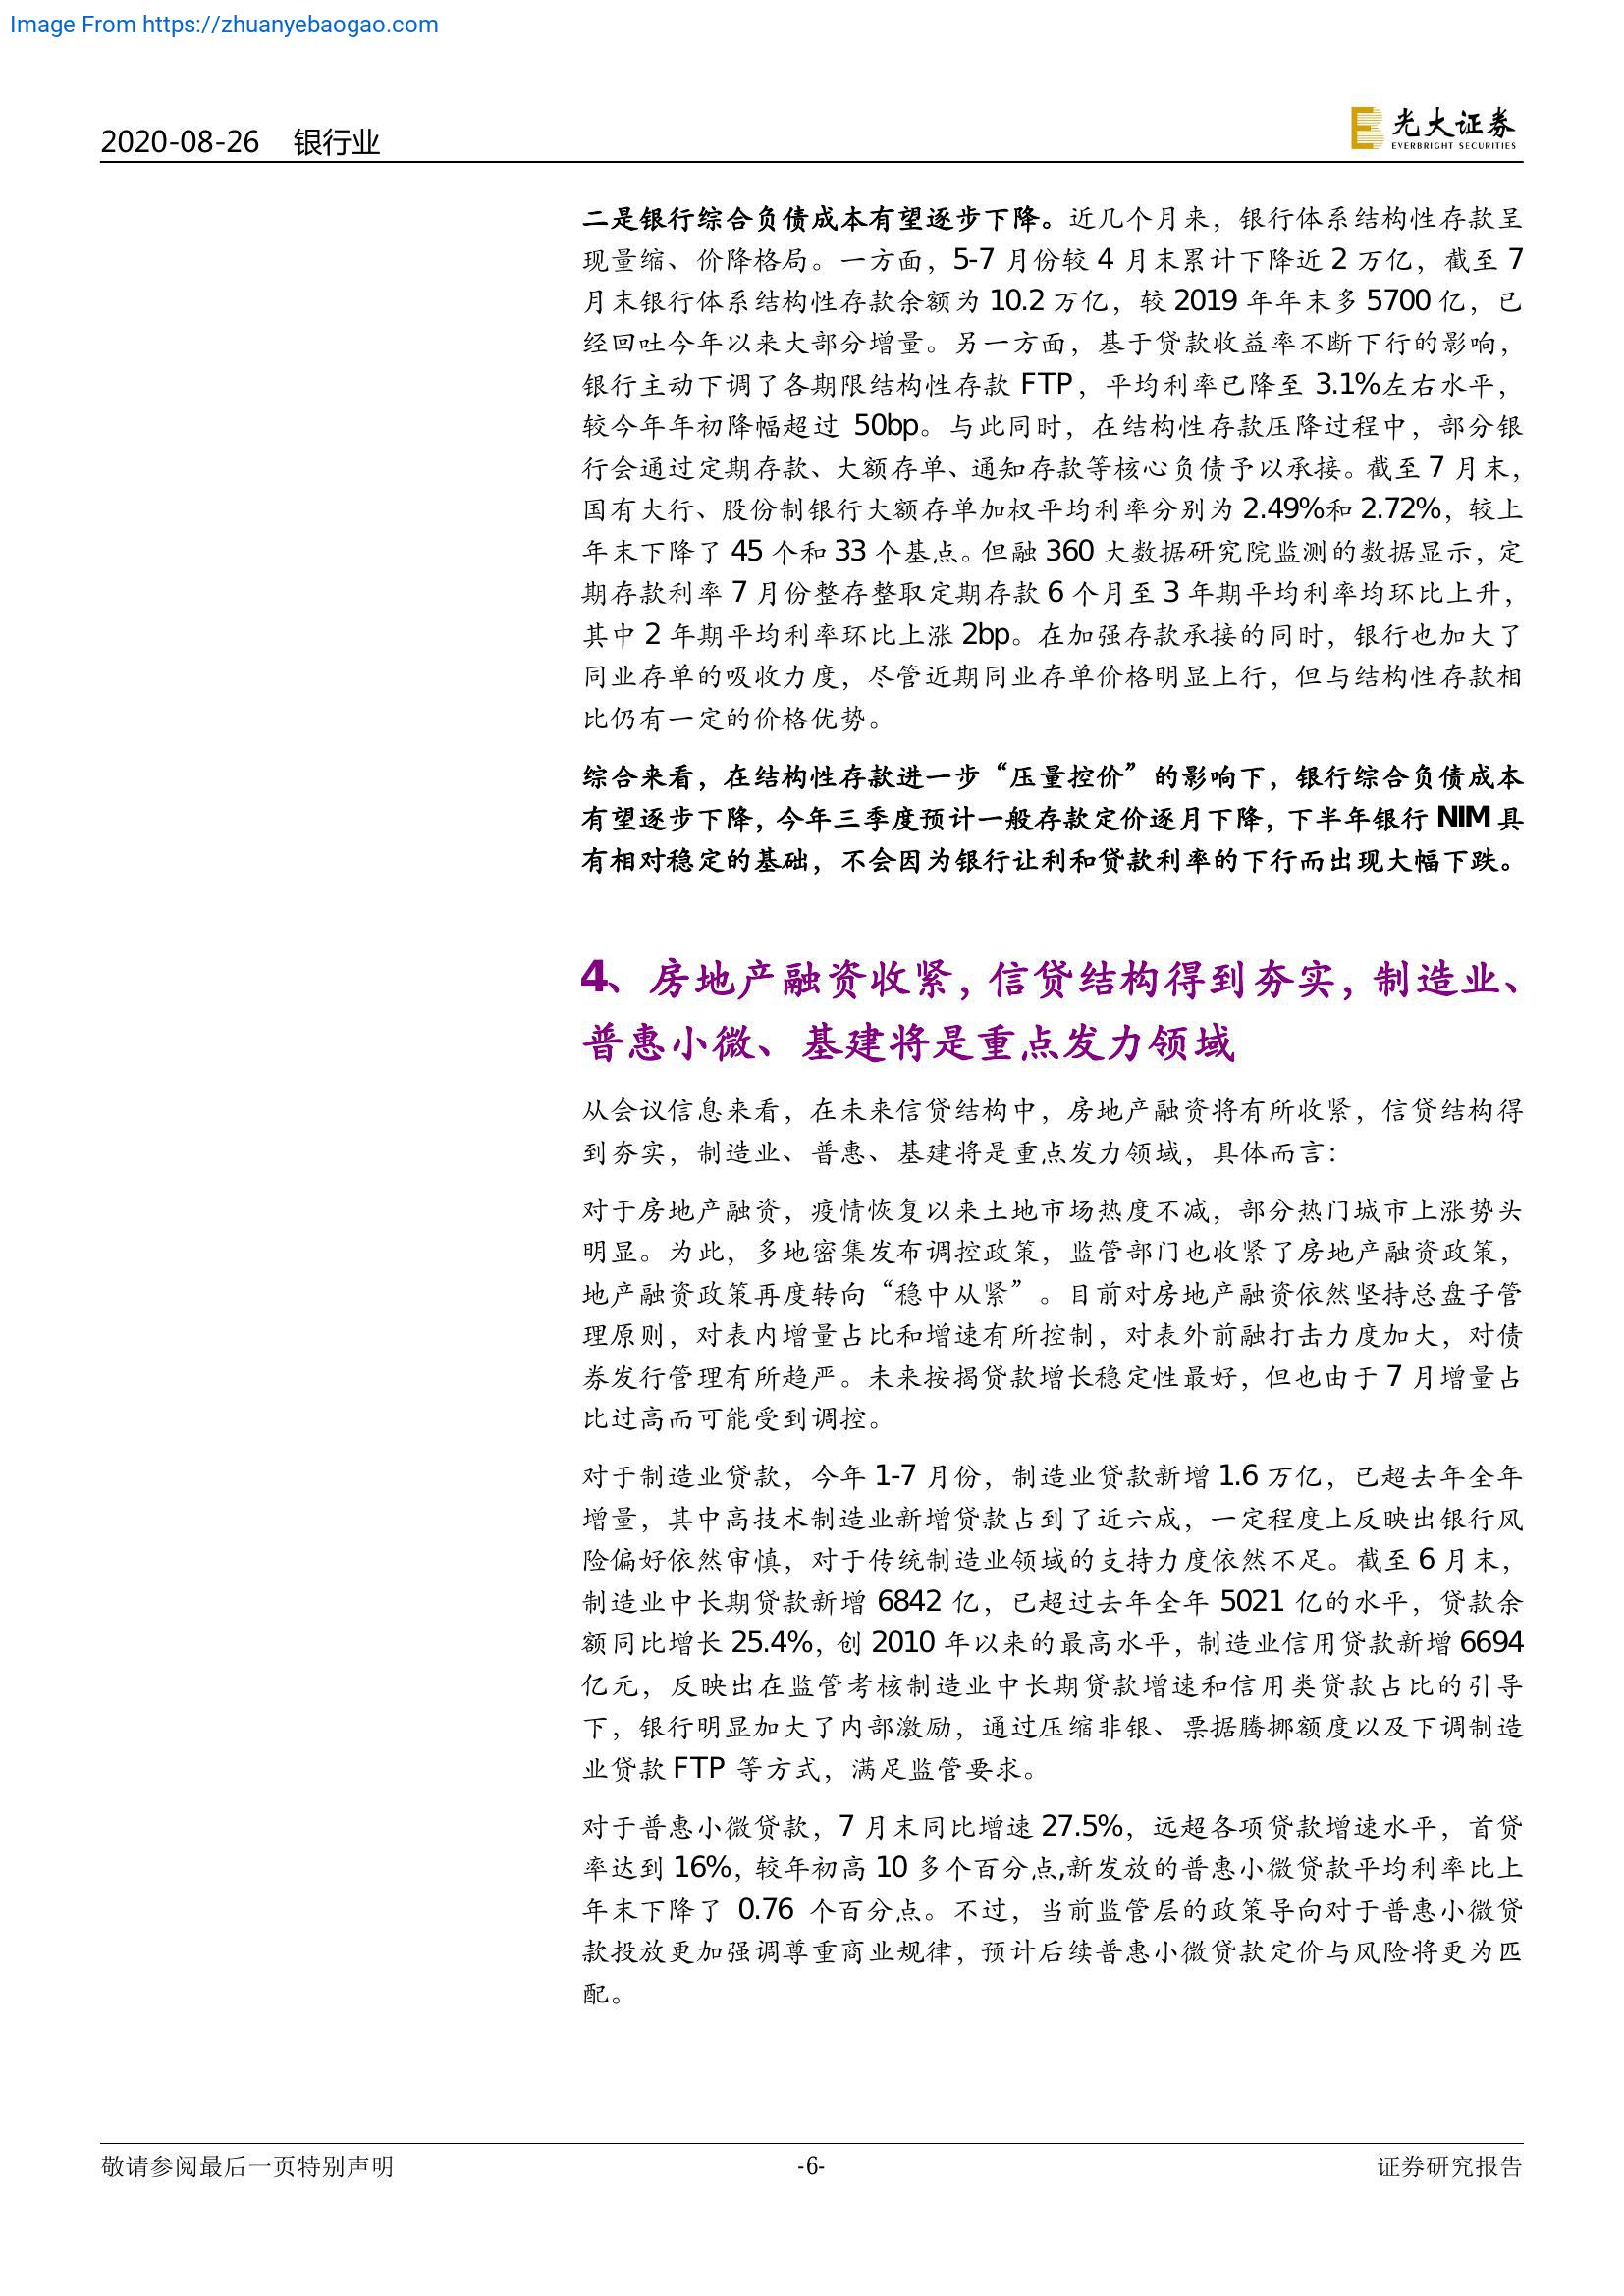 Image From https://zhuanyebaogao.com
2020-08-26 银行业
光大证券
EVERBRIGHT SECURITIES
二是银行综合负债成本有望逐步下降。近几个月来，银行体系结构性存款呈
现量缩、价降格局。一方面，5-7 月份较 4 月末累计下降近 2 万亿，截至 7
月末银行体系结构性存款余额为 10.2 万亿，较 2019 年年末多 5700 亿，已
经回吐今年以来大部分增量。另一方面，基于贷款收益率不断下行的影响，
银行主动下调了各期限结构性存款 FTP，平均利率已降至 3.1%左右水平，
较今年年初降幅超过 50bp。与此同时，在结构性存款压降过程中，部分银
行会通过定期存款、大额存单、通知存款等核心负债予以承接。截至 7 月末，
国有大行、股份制银行大额存单加权平均利率分别为 2.49%和 2.72%，较上
年末下降了 45 个和 33 个基点。但融 360 大数据研究院监测的数据显示，定
期存款利率 7 月份整存整取定期存款 6 个月至 3 年期平均利率均环比上升，
其中 2 年期平均利率环比上涨 2bp。在加强存款承接的同时，银行也加大了
同业存单的吸收力度，尽管近期同业存单价格明显上行，但与结构性存款相
比仍有一定的价格优势。
综合来看，在结构性存款进一步“压量控价”的影响下，银行综合负债成本
有望逐步下降，今年三季度预计一般存款定价逐月下降，下半年银行 NIM 具
有相对稳定的基础，不会因为银行让利和贷款利率的下行而出现大幅下跌。
4、房地产融资收紧，信贷结构得到夯实，制造业、
普惠小微、基建将是重点发力领域
从会议信息来看，在未来信贷结构中，房地产融资将有所收紧，信贷结构得
到夯实，制造业、普惠、基建将是重点发力领域，具体而言：
对于房地产融资，疫情恢复以来土地市场热度不减，部分热门城市上涨势头
明显。为此，多地密集发布调控政策，监管部门也收紧了房地产融资政策，
地产融资政策再度转向“稳中从紧”。目前对房地产融资依然坚持总盘子管
理原则，对表内增量占比和增速有所控制，对表外前融打击力度加大，对债
券发行管理有所趋严。未来按揭贷款增长稳定性最好，但也由于 7 月增量占
比过高而可能受到调控。
对于制造业贷款，今年 1-7 月份，制造业贷款新增 1.6 万亿，已超去年全年
增量，其中高技术制造业新增贷款占到了近六成，一定程度上反映出银行风
险偏好依然审慎，对于传统制造业领域的支持力度依然不足。截至 6 月末，
制造业中长期贷款新增 6842 亿，已超过去年全年 5021 亿的水平，贷款余
额同比增长 25.4%，创 2010 年以来的最高水平，制造业信用贷款新增 6694
亿元，反映出在监管考核制造业中长期贷款增速和信用类贷款占比的引导
下，银行明显加大了内部激励，通过压缩非银、票据腾挪额度以及下调制造
业贷款 FTP 等方式，满足监管要求。
对于普惠小微贷款，7 月末同比增速 27.5%，远超各项贷款增速水平，首贷
率达到 16%，较年初高 10 多个百分点,新发放的普惠小微贷款平均利率比上
年末下降了 0.76 个百分点。不过，当前监管层的政策导向对于普惠小微贷
款投放更加强调尊重商业规律，预计后续普惠小微贷款定价与风险将更为匹
配。
敬请参阅最后一页特别声明 -6- 证券研究报告